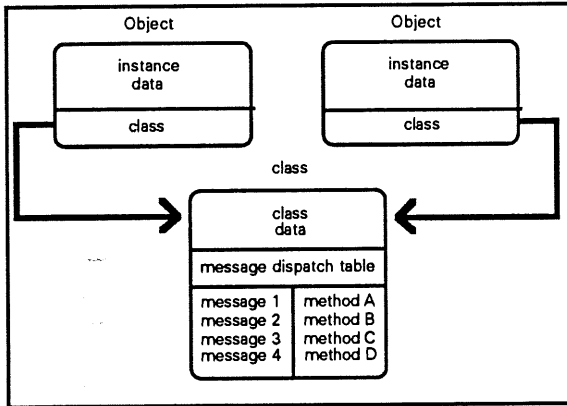 Object
Object
instance
data
class
instance
data
class
class
class
data
message dispatch table
message 1 method A
message 2 method B
message 3 method C
message 4 method D